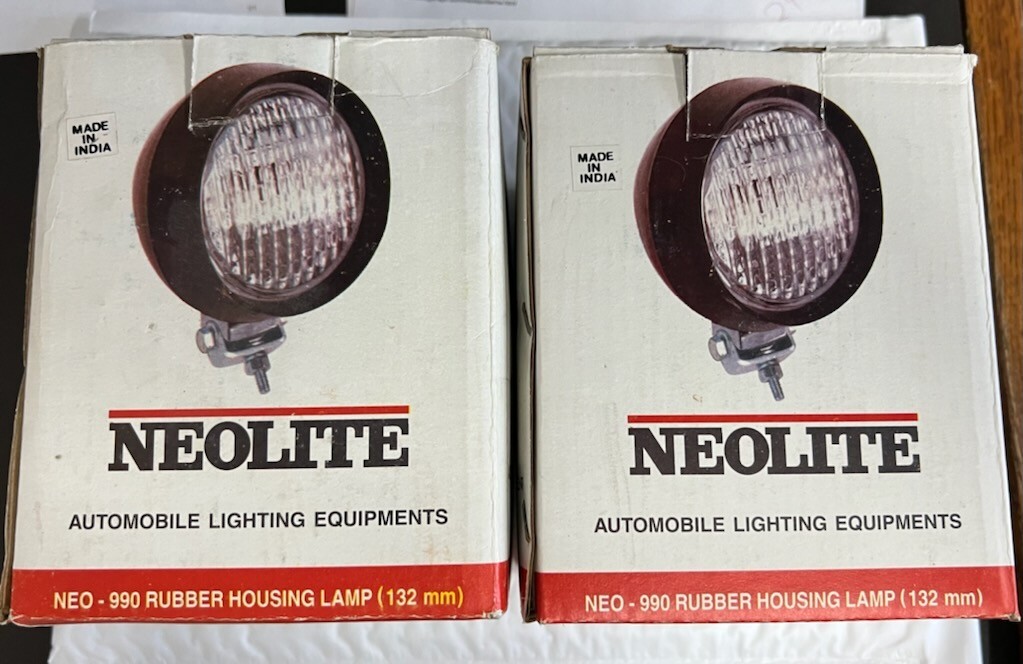 MADE
IN
INDIA
NEOLITE
AUTOMOBILE LIGHTING EQUIPMENTS
NEO - 990 RUBBER HOUSING LAMP (132 mm)
MADE
IN
INDIA
NEOLITE
AUTOMOBILE LIGHTING EQUIPMENTS
NEO - 990 RUBBER HOUSING LAMP (132 mm)